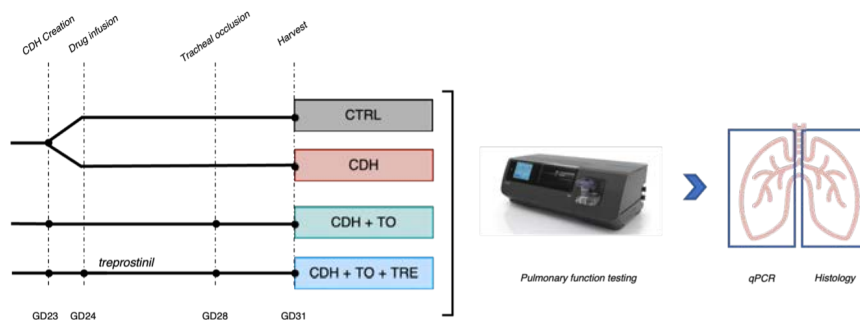 CDH Creation
Drug infusion
Tracheal occlusion
Harvest
CTRL
CDH
CDH + TO
treprostinil
CDH + TO + TRE
GD23
GD24
GD28
GD31
Pulmonary function testing
qPCR
Histology